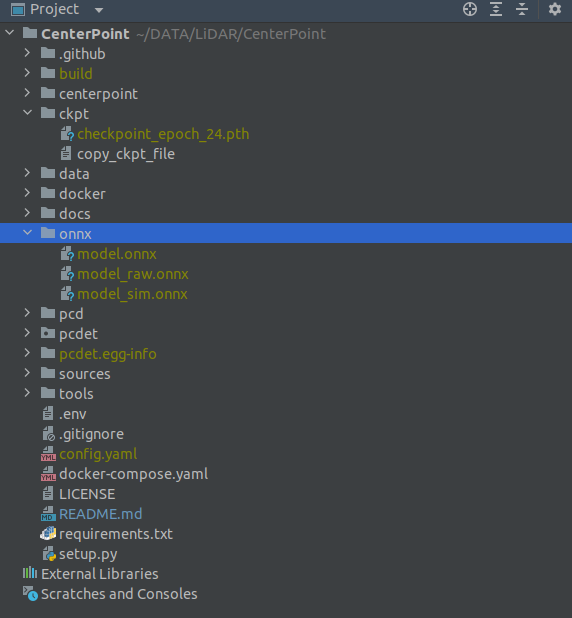 Project
CenterPoint ~/DATA/LiDAR/CenterPoint
.github
build
centerpoint
ckpt
checkpoint_epoch_24.pth
copy_ckpt_file
data
docker
docs
onnx
model.onnx
model_raw.onnx
model_sim.onnx
pcd
pcdet
pcdet.egg-info
sources
tools
.env
.gitignore
config.yaml
docker-compose.yaml
LICENSE
README.md
requirements.txt
setup.py
External Libraries
Scratches and Consoles